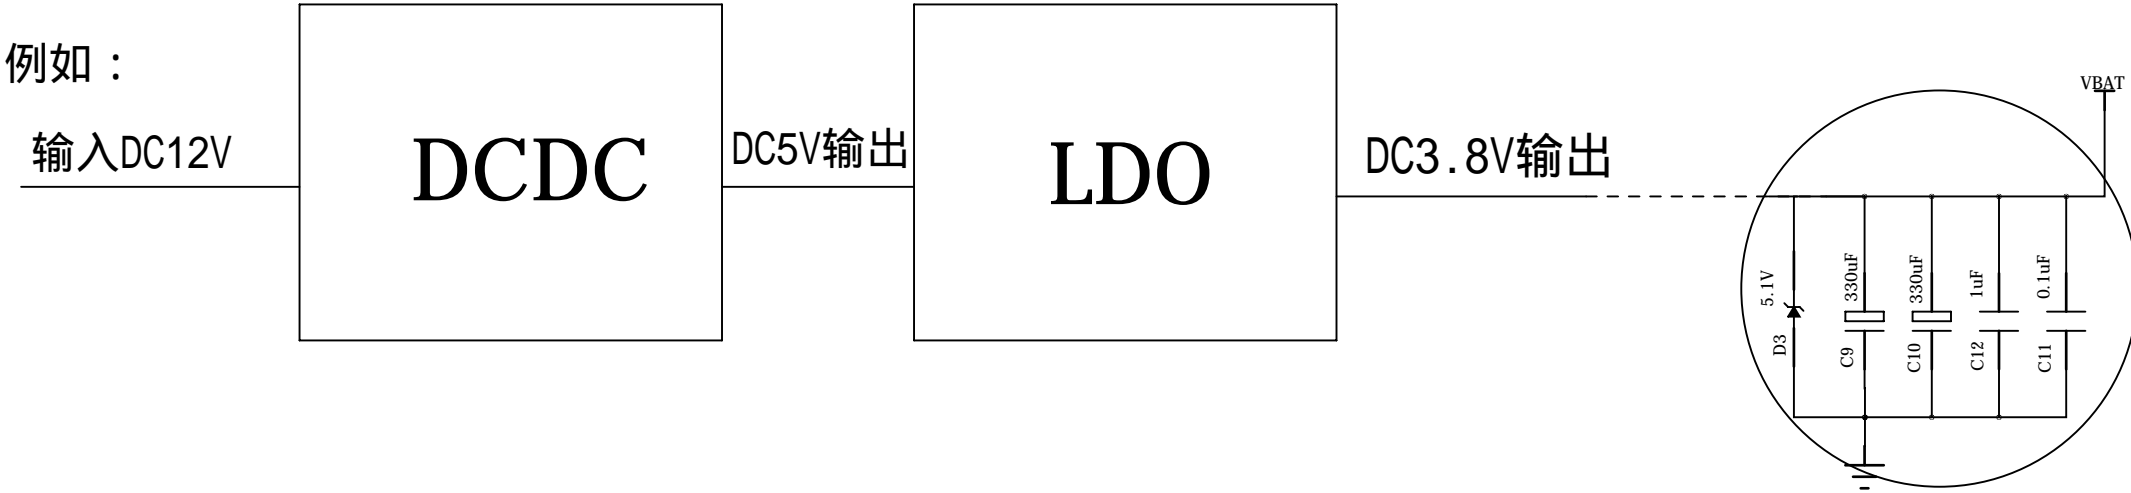 例如：
输入DC12V
DCDC
DC5V输出
LDO
DC3.8V输出
VBAT
5.1V
D3
330uF
C9
330uF
C10
1uF
C12
0.1uF
C11